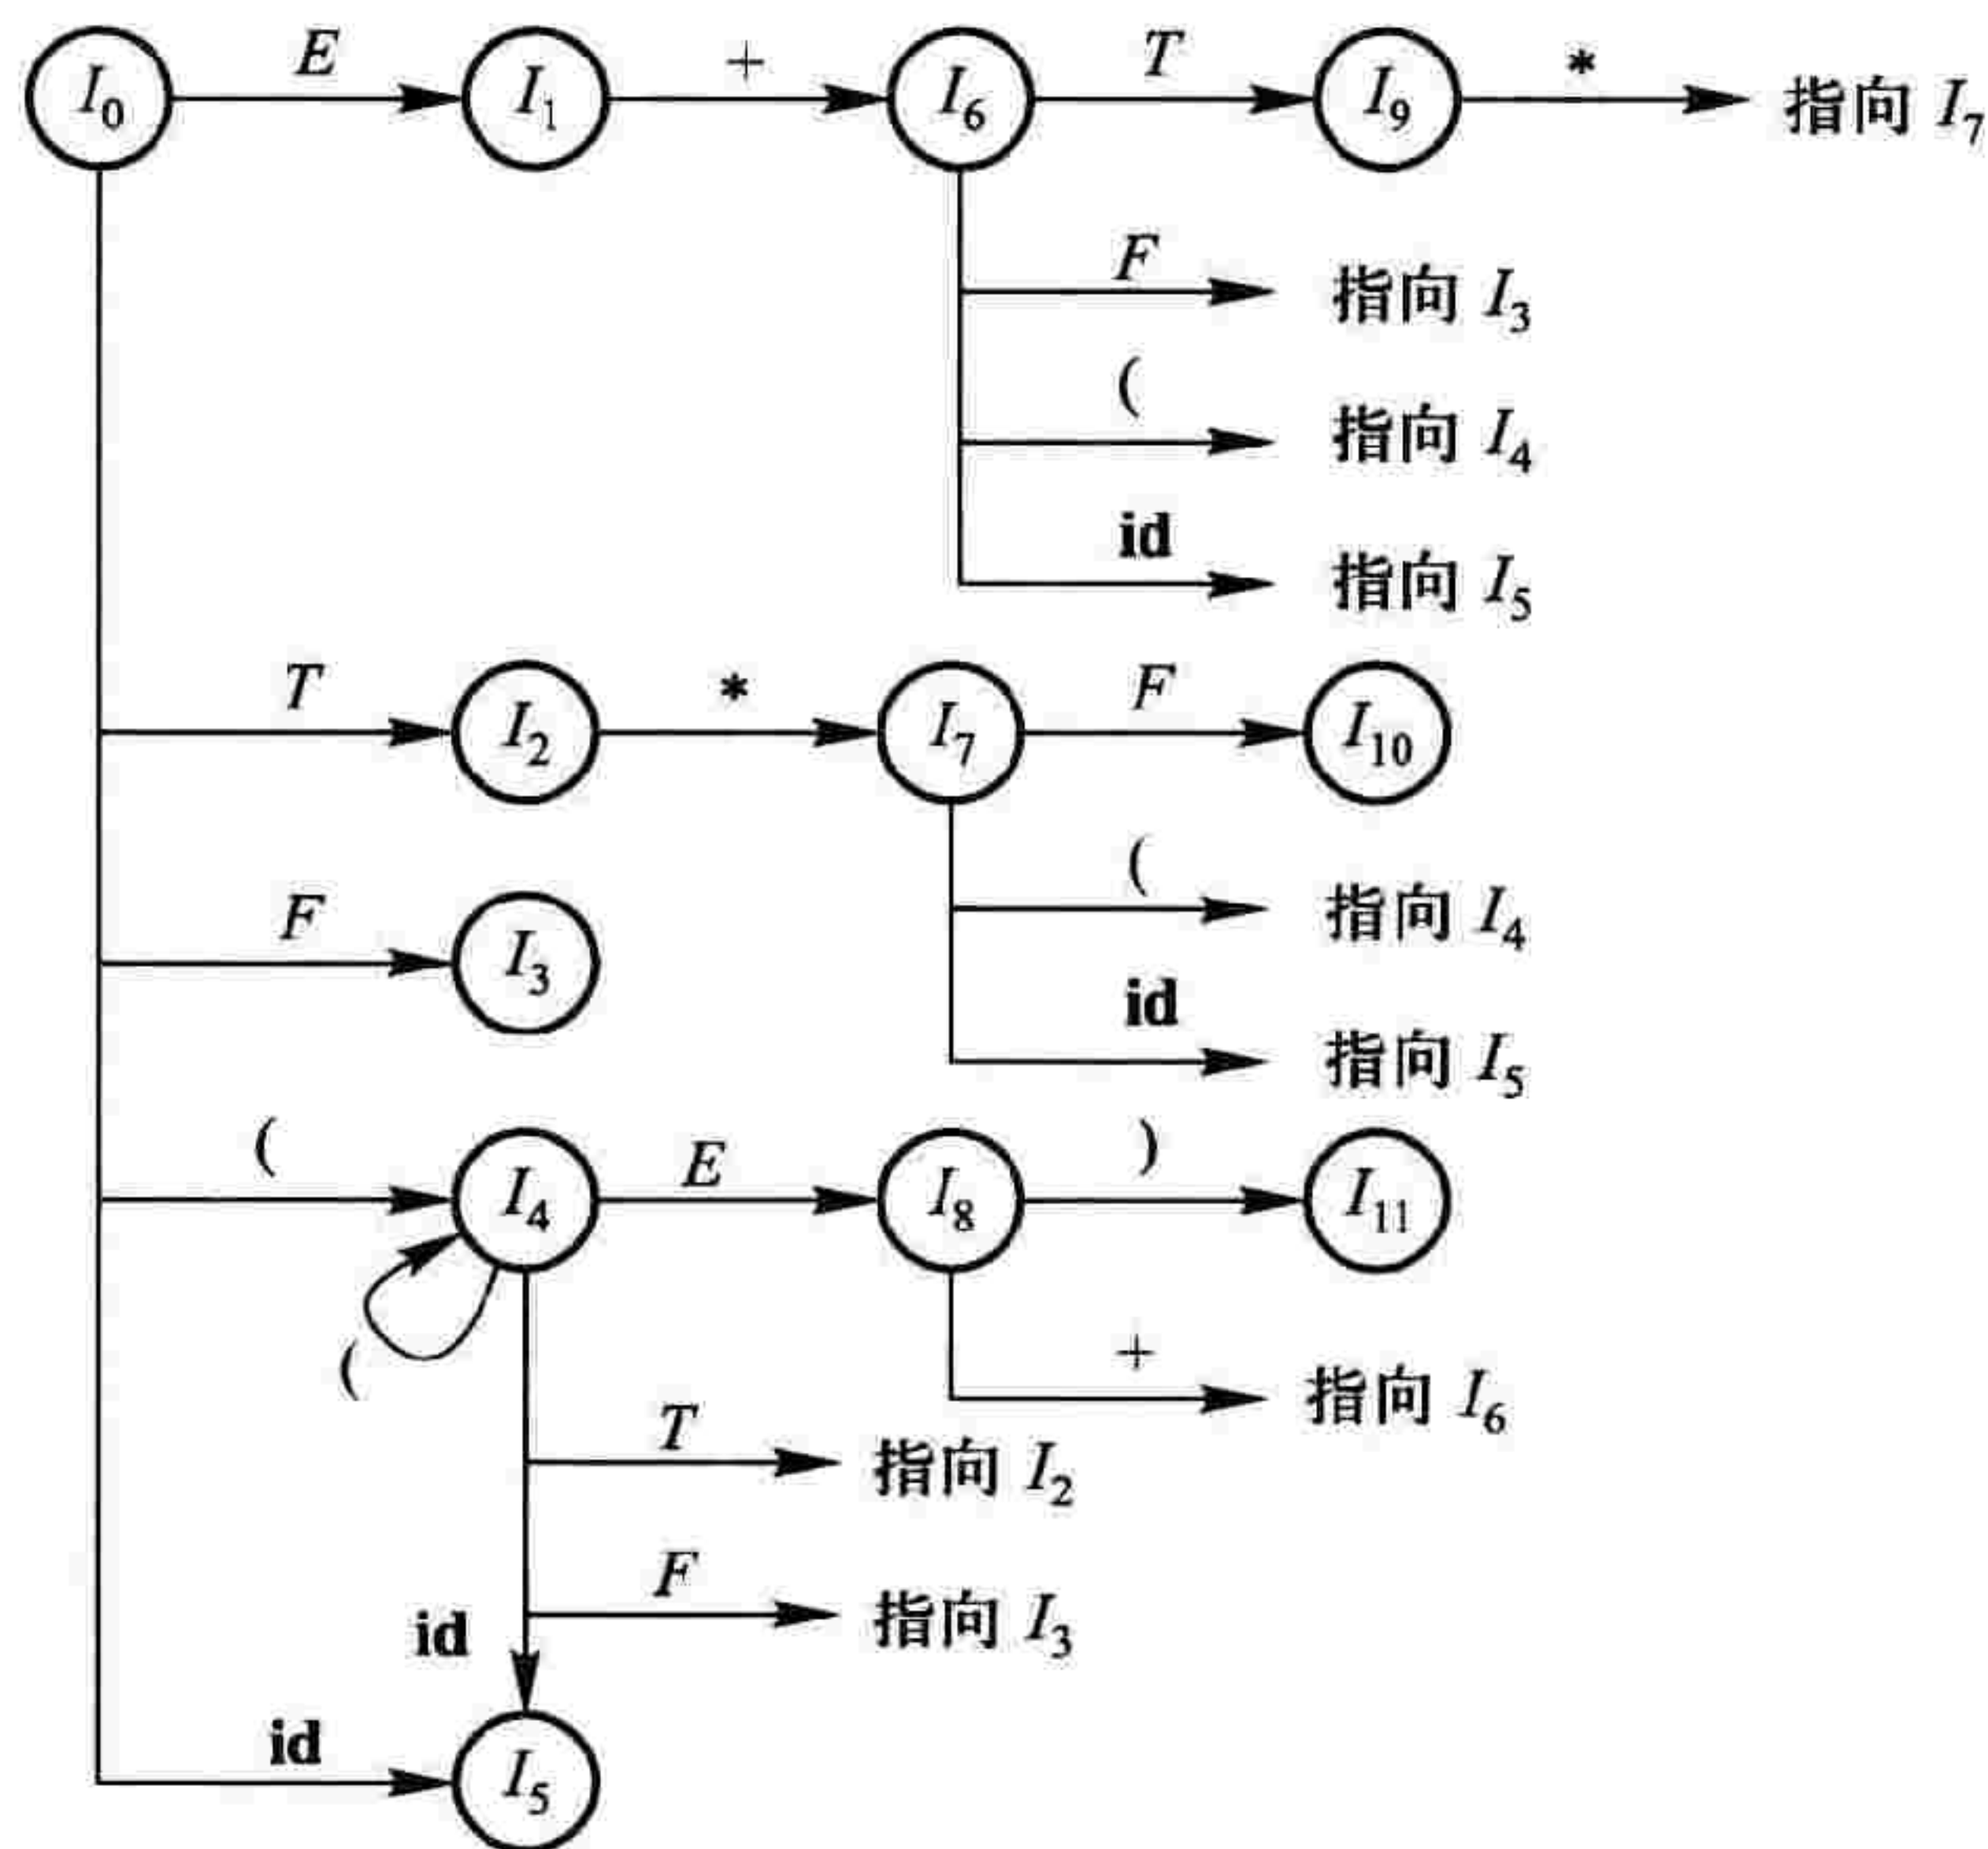 E + T *
I0 I1 I6 I9 指向 I7
F
指向 I3
(
指向 I4
id
指向 I5
T * F
I2 I7 I10
(
F
指向 I4
I3
id
指向 I5
( E )
I4 I8 I11
(
+
指向 I6
T
指向 I2
F
id
指向 I3
id
I5